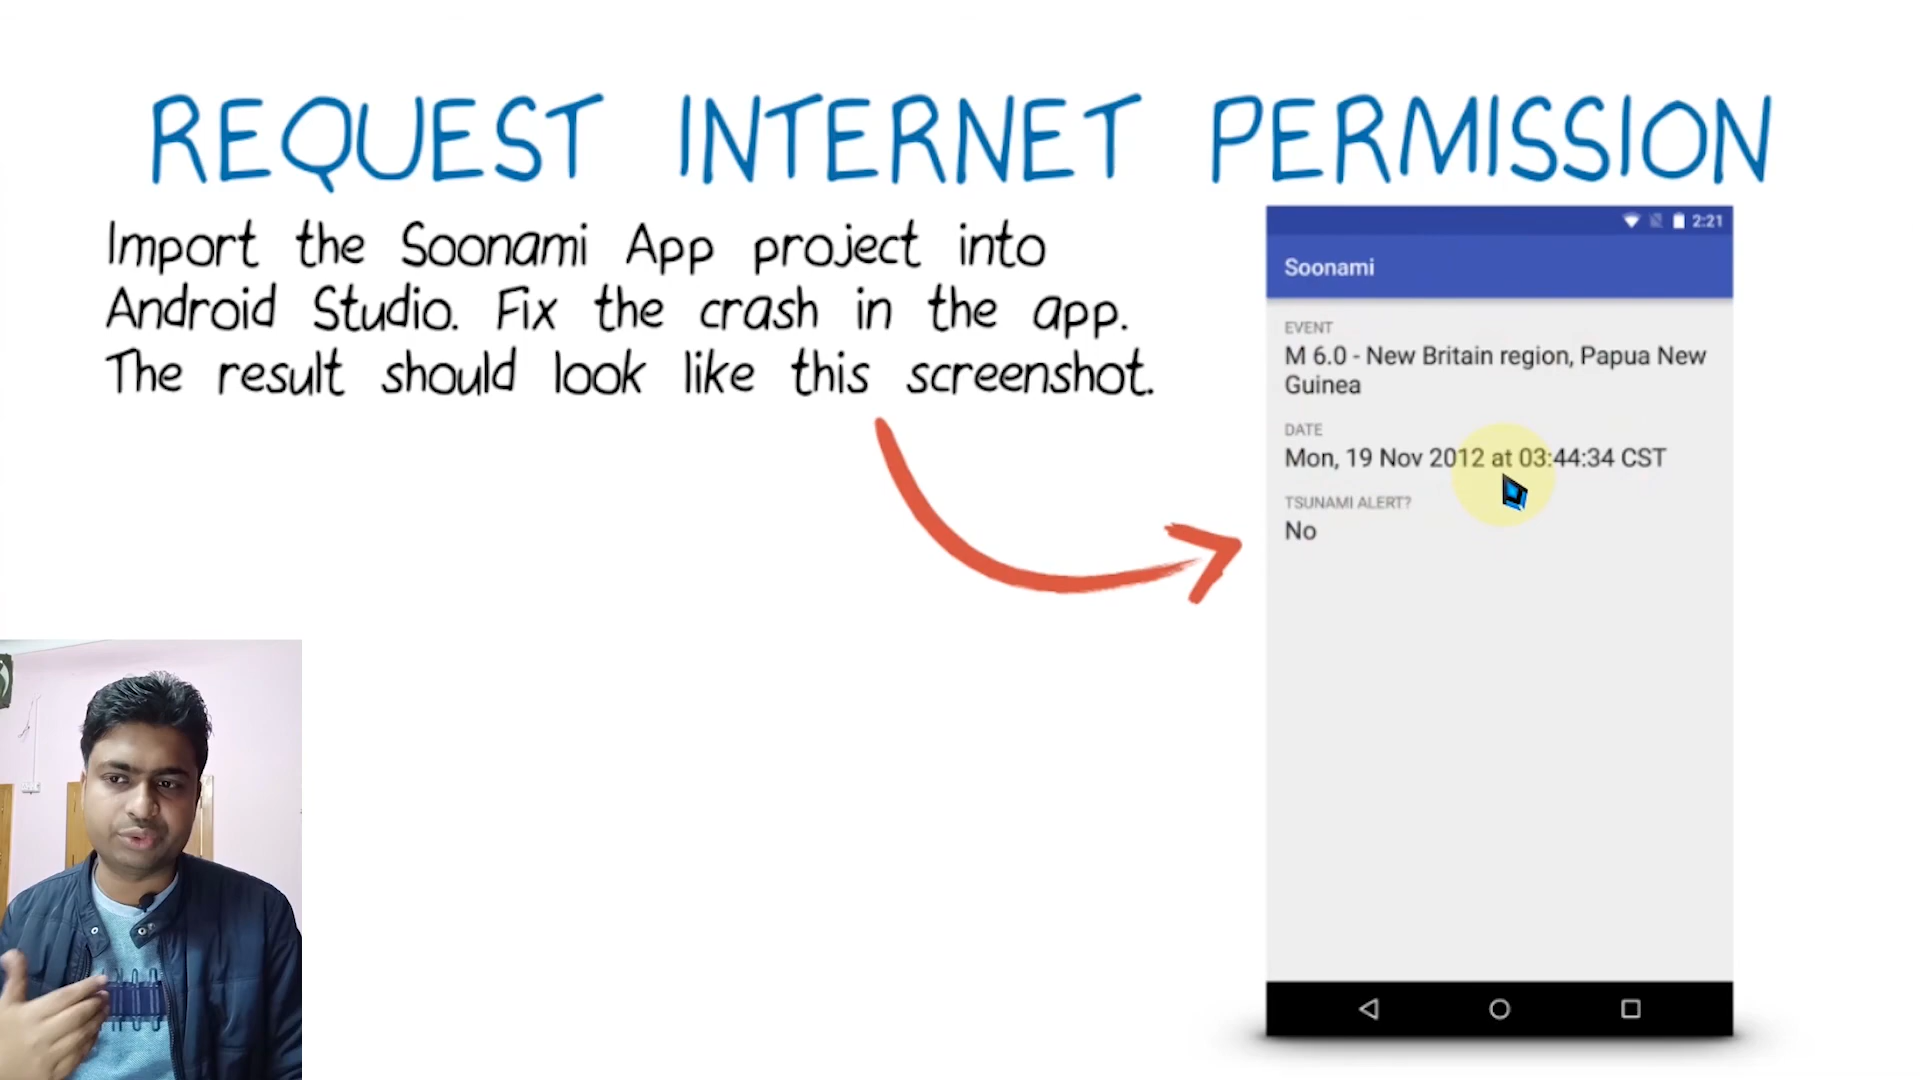 REQUEST INTERNET PERMISSION
Import the Soonami App project into
Android Studio. Fix the crash in the app.
The result should look like this screenshot.
2:21
Soonami
EVENT
M 6.0 - New Britain region, Papua New
Guinea
DATE
Mon, 19 Nov 2012 at 03:44:34 CST
TSUNAMI ALERT?
No